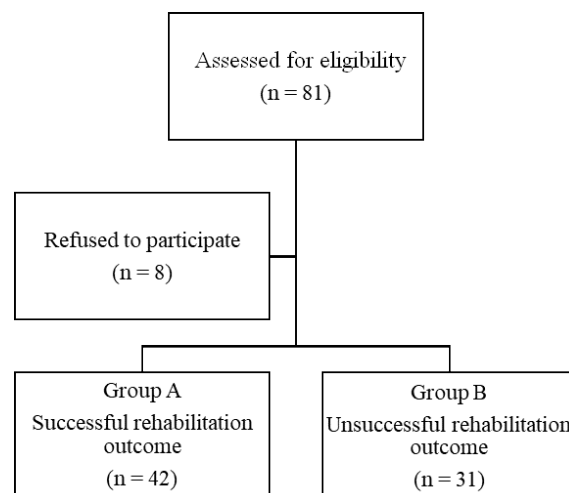 Assessed for eligibility
(n = 81)
Refused to participate
(n = 8)
Group A
Successful rehabilitation
outcome
(n = 42)
Group B
Unsuccessful rehabilitation
outcome
(n = 31)